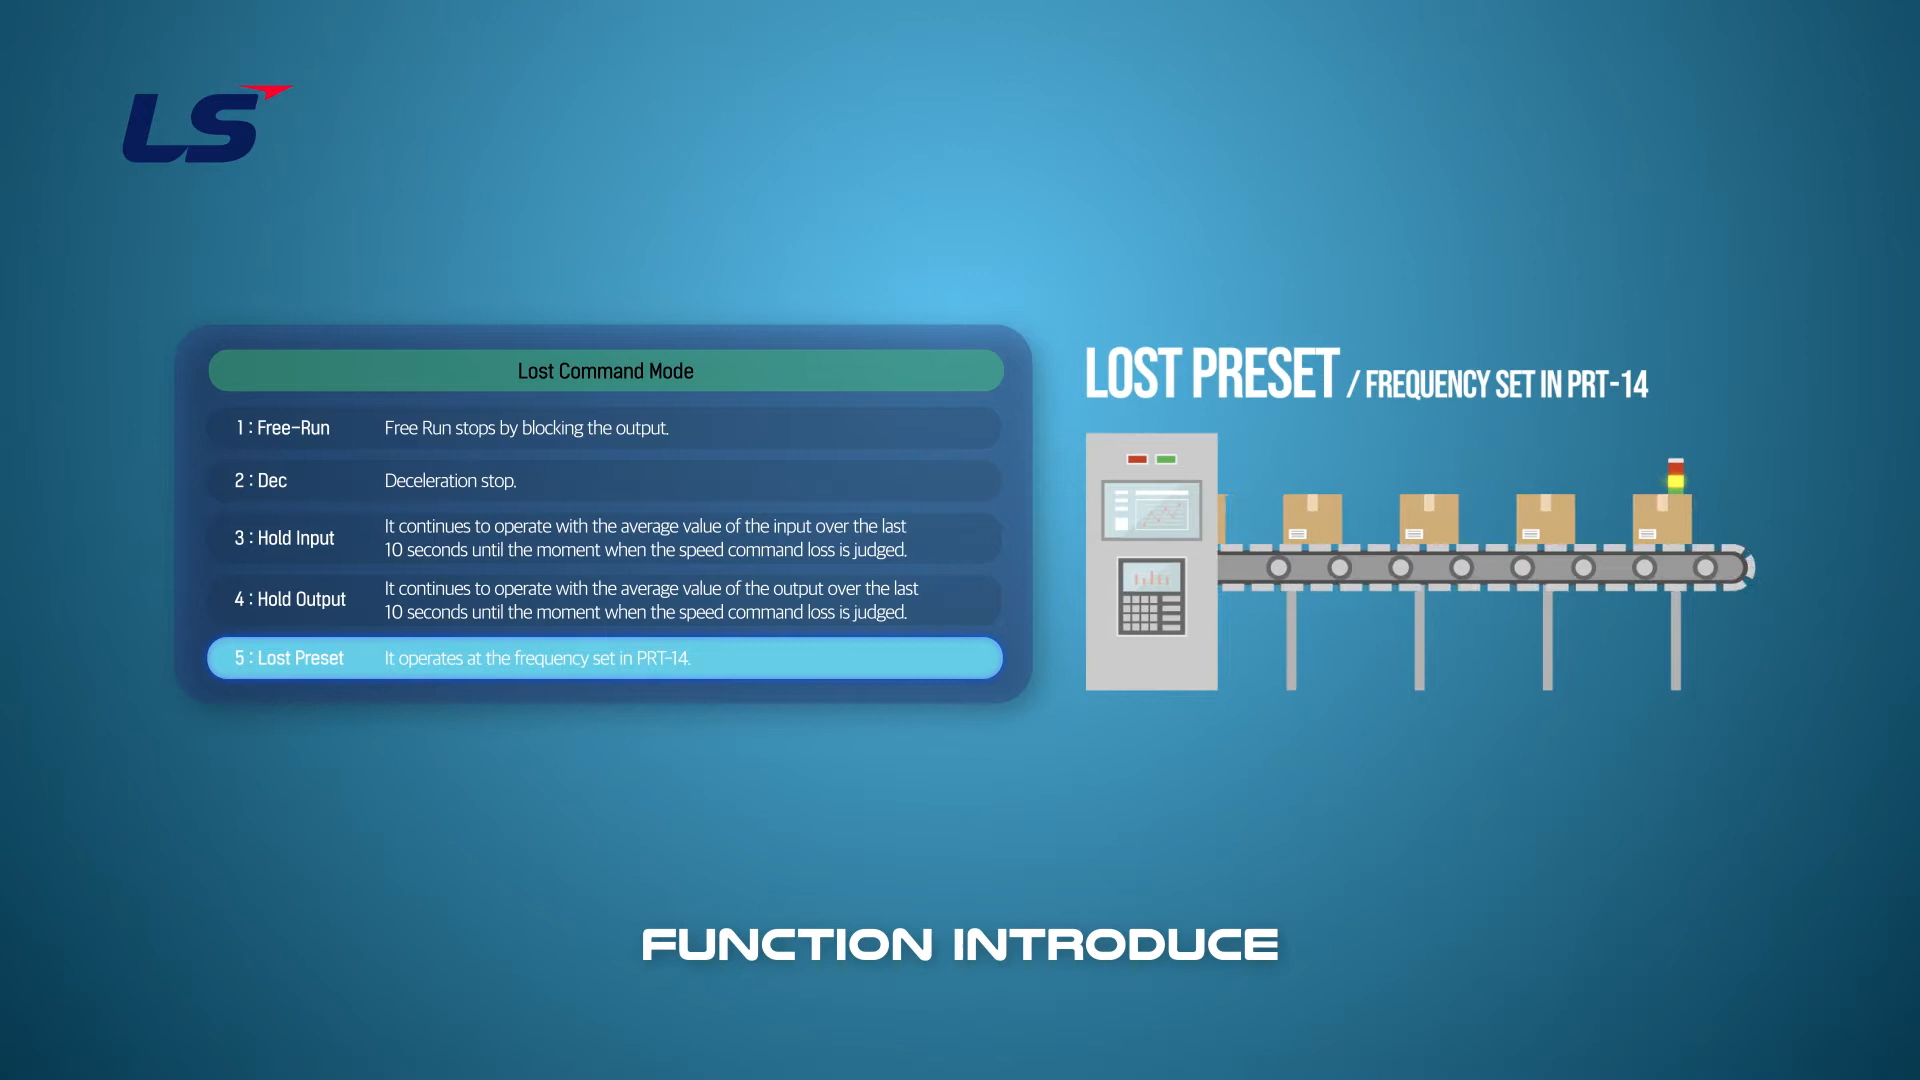 LS
Lost Command Mode
1 : Free-Run Free Run stops by blocking the output.
2 : Dec Deceleration stop.
3 : Hold Input It continues to operate with the average value of the input over the last
10 seconds until the moment when the speed command loss is judged.
4 : Hold Output It continues to operate with the average value of the output over the last
10 seconds until the moment when the speed command loss is judged.
5 : Lost Preset It operates at the frequency set in PRT-14.
LOST PRESET / FREQUENCY SET IN PRT-14
FUNCTION INTRODUCE